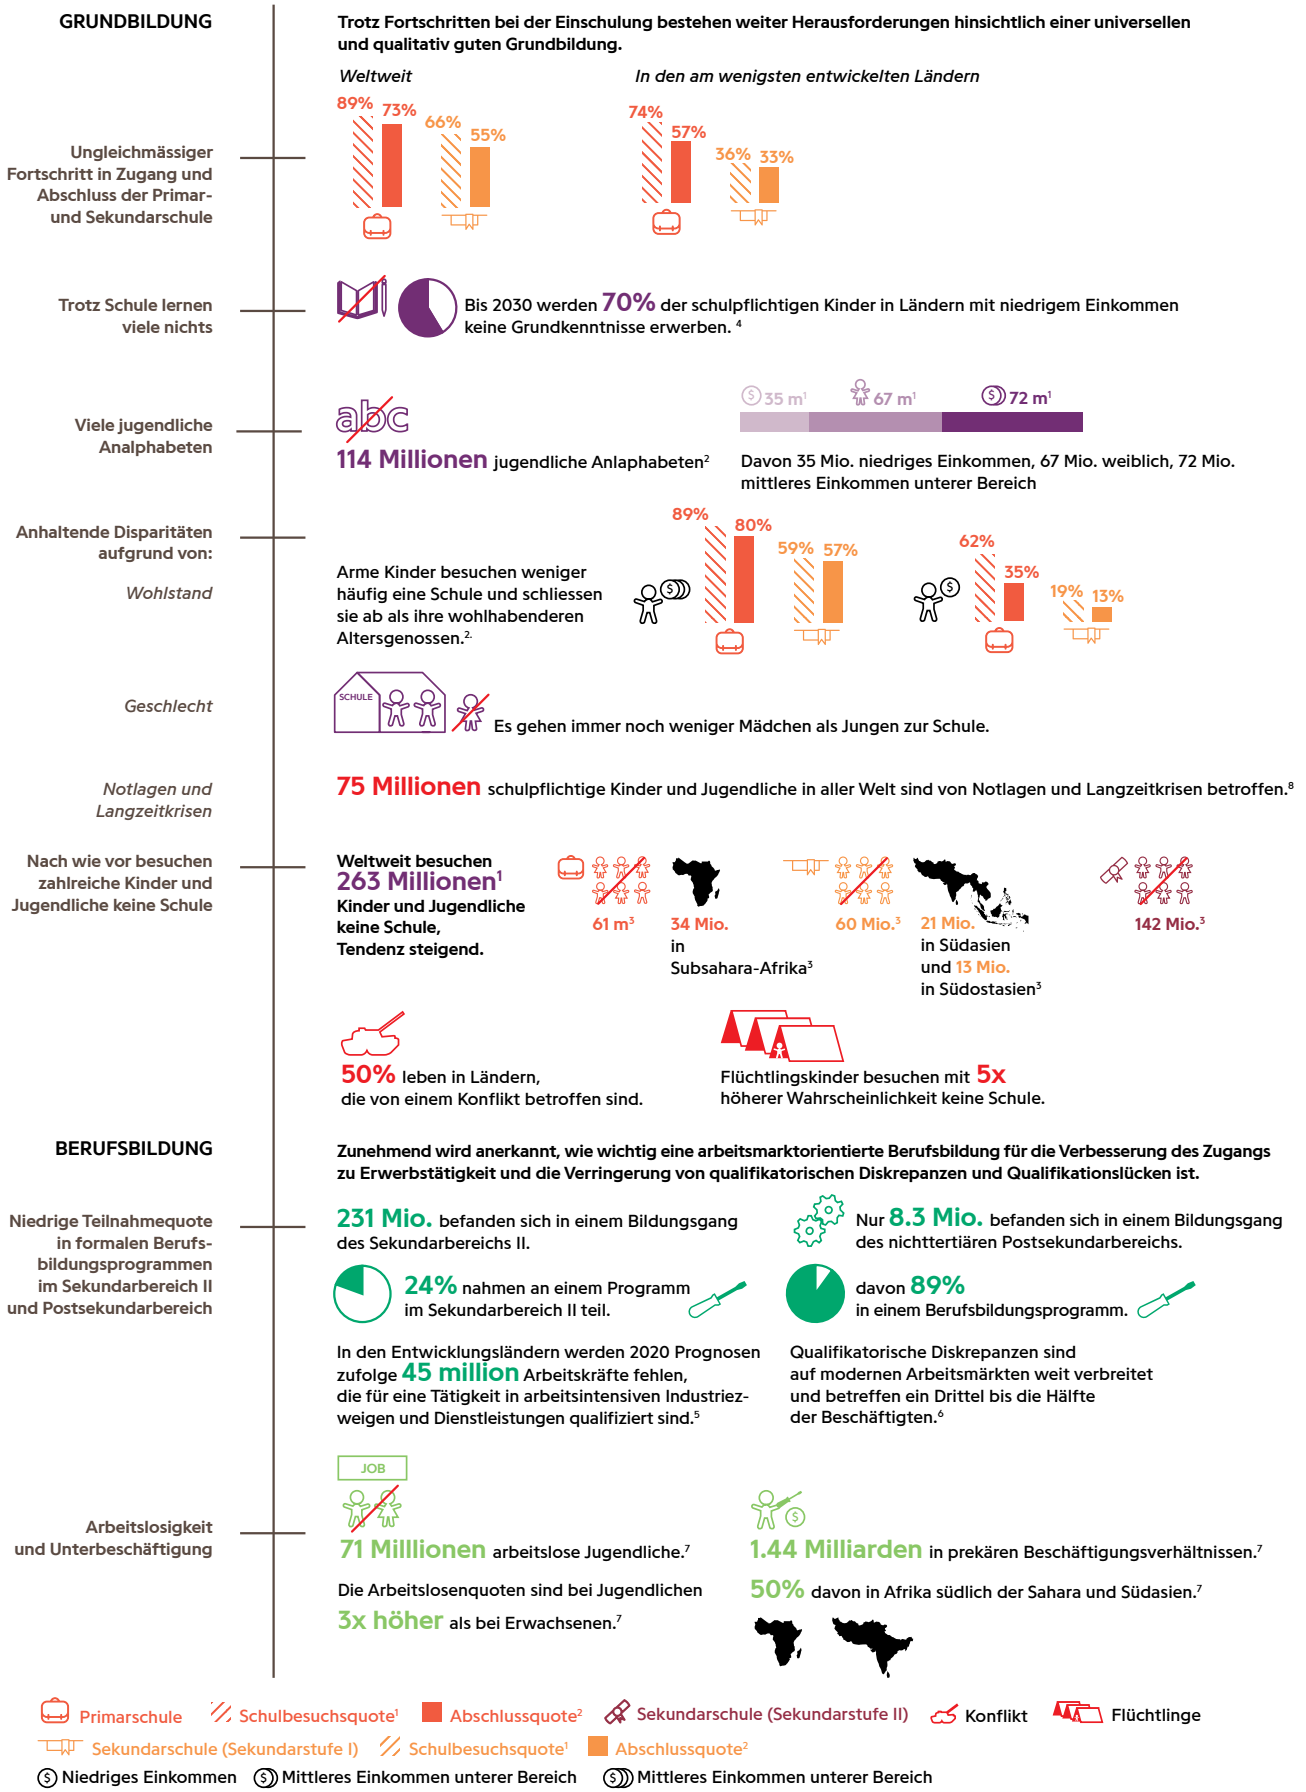 GRUNDBILDUNG
Trotz Fortschritten bei der Einschulung bestehen weiter Herausforderungen hinsichtlich einer universellen
und qualitativ guten Grundbildung.
Weltweit
In den am wenigsten entwickelten Ländern
89% 73% 66% 55%
74% 57% 36% 33%
Ungleichmässiger
Fortschritt in Zugang und
Abschluss der Primar-
und Sekundarschule
Trotz Schule lernen
viele nichts
Bis 2030 werden 70% der schulpflichtigen Kinder in Ländern mit niedrigem Einkommen
keine Grundkenntnisse erwerben. 4
Viele jugendliche
Analphabeten
abc
114 Millionen jugendliche Anlaphabeten2
$ 35 m1 67 m1 $ 72 m1
Davon 35 Mio. niedriges Einkommen, 67 Mio. weiblich, 72 Mio.
mittleres Einkommen unterer Bereich
Anhaltende Disparitäten
aufgrund von:
Wohlstand
Arme Kinder besuchen weniger
häufig eine Schule und schliessen
sie ab als ihre wohlhabenderen
Altersgenossen.2.
$
89% 80% 59% 57%
$
62% 35% 19% 13%
Geschlecht
SCHULE
Es gehen immer noch weniger Mädchen als Jungen zur Schule.
Notlagen und
Langzeitkrisen
75 Millionen schulpflichtige Kinder und Jugendliche in aller Welt sind von Notlagen und Langzeitkrisen betroffen.8
Nach wie vor besuchen
zahlreiche Kinder und
Jugendliche keine Schule
Weltweit besuchen
263 Millionen1
Kinder und Jugendliche
keine Schule,
Tendenz steigend.
61 m3
34 Mio.
in
Subsahara-Afrika3
60 Mio.3
21 Mio.
in Südasien
und 13 Mio.
in Südostasien3
142 Mio.3
50% leben in Ländern,
die von einem Konflikt betroffen sind.
Flüchtlingskinder besuchen mit 5x
höherer Wahrscheinlichkeit keine Schule.
BERUFSBILDUNG
Zunehmend wird anerkannt, wie wichtig eine arbeitsmarktorientierte Berufsbildung für die Verbesserung des Zugangs
zu Erwerbstätigkeit und die Verringerung von qualifikatorischen Diskrepanzen und Qualifikationslücken ist.
Niedrige Teilnahmequote
in formalen Berufs-
bildungsprogrammen
im Sekundarbereich II
und Postsekundarbereich
231 Mio. befanden sich in einem Bildungsgang
des Sekundarbereichs II.
Nur 8.3 Mio. befanden sich in einem Bildungsgang
des nichttertiären Postsekundarbereichs.
24% nahmen an einem Programm
im Sekundarbereich II teil.
davon 89%
in einem Berufsbildungsprogramm.
In den Entwicklungsländern werden 2020 Prognosen
zufolge 45 million Arbeitskräfte fehlen,
die für eine Tätigkeit in arbeitsintensiven Industriez-
weigen und Dienstleistungen qualifiziert sind.5
Qualifikatorische Diskrepanzen sind
auf modernen Arbeitsmärkten weit verbreitet
und betreffen ein Drittel bis die Hälfte
der Beschäftigten.6
Arbeitslosigkeit
und Unterbeschäftigung
JOB
71 Milllionen arbeitslose Jugendliche.7
Die Arbeitslosenquoten sind bei Jugendlichen
3x höher als bei Erwachsenen.7
$
1.44 Milliarden in prekären Beschäftigungsverhältnissen.7
50% davon in Afrika südlich der Sahara und Südasien.7
Primarschule Schulbesuchsquote1 Abschlussquote2 Sekundarschule (Sekundarstufe II) Konflikt Flüchtlinge
Sekundarschule (Sekundarstufe I) Schulbesuchsquote1 Abschlussquote2
$ Niedriges Einkommen $ Mittleres Einkommen unterer Bereich $ Mittleres Einkommen unterer Bereich